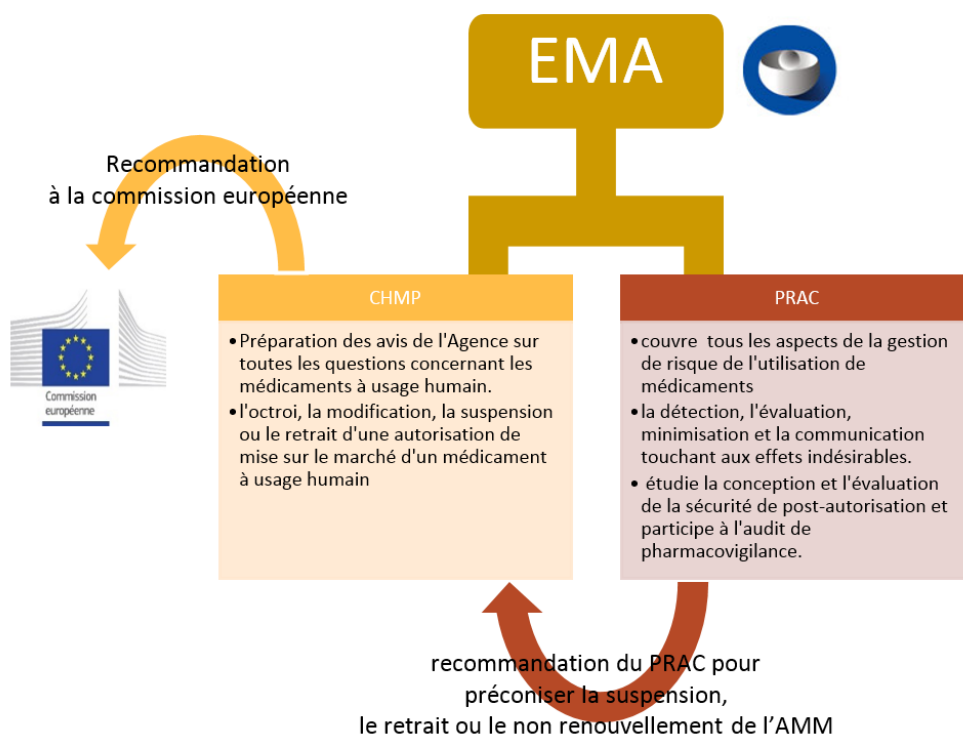 EMA
Recommandation
à la commission européenne
Commission
européenne
CHMP
•Préparation des avis de l'Agence sur
toutes les questions concernant les
médicaments à usage humain.
•l'octroi, la modification, la suspension
ou le retrait d'une autorisation de
mise sur le marché d'un médicament
à usage humain
PRAC
•couvre  tous les aspects de la gestion
de risque de l'utilisation de
médicaments
•la détection, l'évaluation,
minimisation et la communication
touchant aux effets indésirables.
• étudie la conception et l'évaluation
de la sécurité de post-autorisation et
participe à l'audit de
pharmacovigilance.
recommandation du PRAC pour
préconiser la suspension,
le retrait ou le non renouvellement de l’AMM